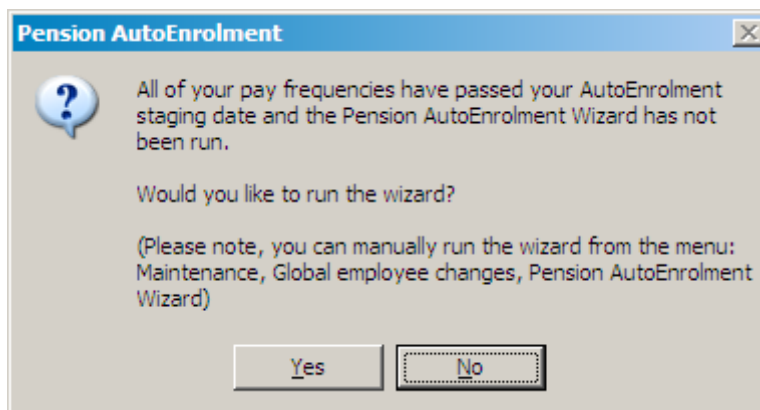 Pension AutoEnrolment
All of your pay frequencies have passed your AutoEnrolment
staging date and the Pension AutoEnrolment Wizard has not
been run.
Would you like to run the wizard?
(Please note, you can manually run the wizard from the menu:
Maintenance, Global employee changes, Pension AutoEnrolment
Wizard)
Yes
No